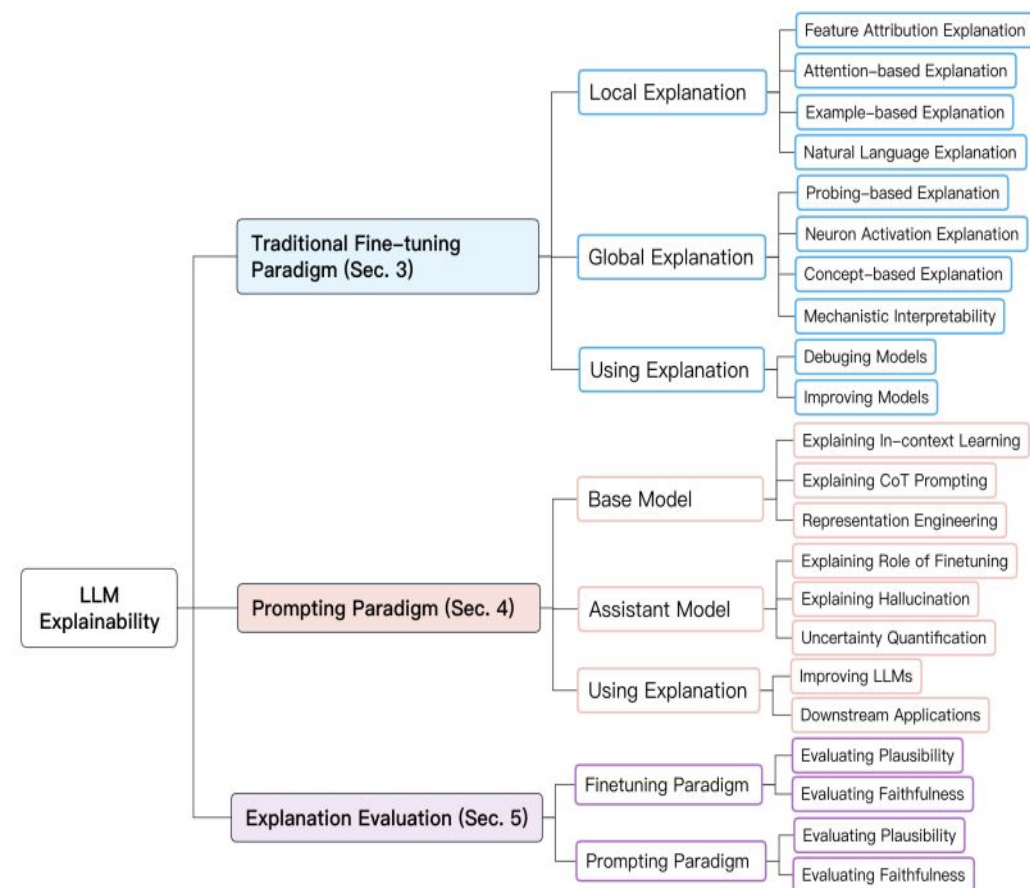 Feature Attribution Explanation
Attention-based Explanation
Local Explanation
Example-based Explanation
Natural Language Explanation
Probing-based Explanation
Traditional Fine-tuning
Paradigm (Sec. 3)
Neuron Activation Explanation
Global Explanation
Concept-based Explanation
Mechanistic Interpretability
Using Explanation
Debuging Models
Improving Models
Explaining In-context Learning
Base Model
Explaining CoT Prompting
Representation Engineering
LLM
Explainability
Prompting Paradigm (Sec. 4)
Explaining Role of Finetuning
Assistant Model
Explaining Hallucination
Uncertainty Quantification
Using Explanation
Improving LLMs
Downstream Applications
Explanation Evaluation (Sec. 5)
Finetuning Paradigm
Evaluating Plausibility
Evaluating Faithfulness
Prompting Paradigm
Evaluating Plausibility
Evaluating Faithfulness